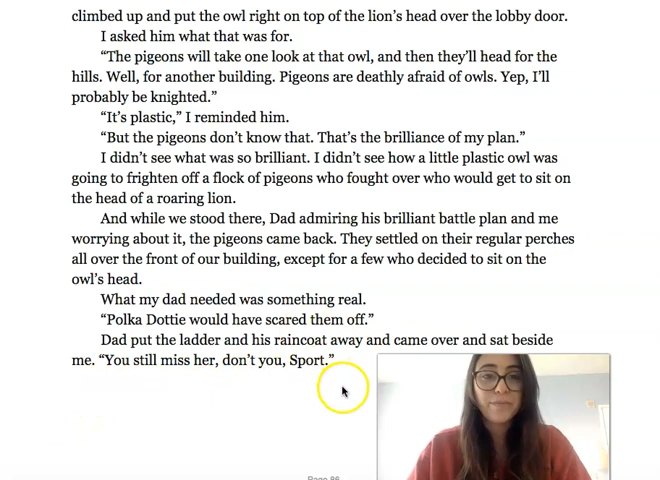 climbed up and put the owl right on top of the lion’s head over the lobby door.
I asked him what that was for.
“The pigeons will take one look at that owl, and then they’ll head for the
hills. Well, for another building. Pigeons are deathly afraid of owls. Yep, I’ll
probably be knighted.”
“It’s plastic,” I reminded him.
“But the pigeons don’t know that. That’s the brilliance of my plan.”
I didn’t see what was so brilliant. I didn’t see how a little plastic owl was
going to frighten off a flock of pigeons who fought over who would get to sit on
the head of a roaring lion.
And while we stood there, Dad admiring his brilliant battle plan and me
worrying about it, the pigeons came back. They settled on their regular perches
all over the front of our building, except for a few who decided to sit on the
owl’s head.
What my dad needed was something real.
“Polka Dottie would have scared them off.”
Dad put the ladder and his raincoat away and came over and sat beside
me. “You still miss her, don’t you, Sport.”
Page